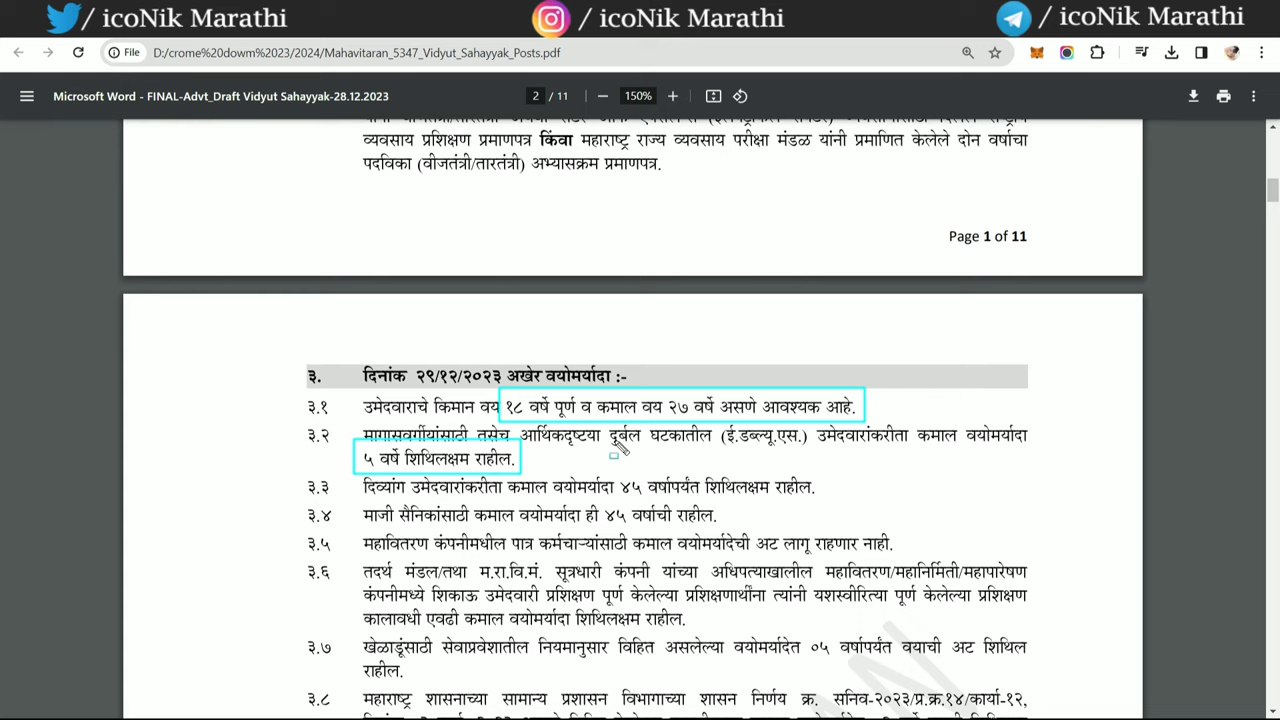 / icoNik Marathi / icoNik Marathi / icoNik Marathi
File D:/crome%20dowm%2023/2024/Mahavitaran_5347_Vidyut_Sahayyak_Posts.pdf
Microsoft Word - FINAL-Advt_Draft Vidyut Sahayyak-28.12.2023 2 / 11 150%
व्यवसाय प्रशिक्षण प्रमाणपत्र किंवा महाराष्ट्र राज्य व्यवसाय परीक्षा मंडळ यांनी प्रमाणित केलेले दोन वर्षाचा
पदविका (वीजतंत्री/तारतंत्री) अभ्यासक्रम प्रमाणपत्र.
Page 1 of 11
३. दिनांक २९/१२/२०२३ अखेर वयोमर्यादा :-
३.१ उमेदवाराचे किमान वय १८ वर्षे पूर्ण व कमाल वय २७ वर्षे असणे आवश्यक आहे.
३.२ मागासवर्गीयांसाठी तसेच आर्थिकदृष्टया दुर्बल घटकातील (ई.डब्ल्यू.एस.) उमेदवारांकरीता कमाल वयोमर्यादा
५ वर्षे शिथिलक्षम राहील.
३.३ दिव्यांग उमेदवारांकरीता कमाल वयोमर्यादा ४५ वर्षापर्यंत शिथिलक्षम राहील.
३.४ माजी सैनिकांसाठी कमाल वयोमर्यादा ही ४५ वर्षाची राहील.
३.५ महावितरण कंपनीमधील पात्र कर्मचाऱ्यांसाठी कमाल वयोमर्यादेची अट लागू राहणार नाही.
३.६ तदर्थ मंडल/तथा म.रा.वि.मं. सूत्रधारी कंपनी यांच्या अधिपत्याखालील महावितरण/महानिर्मिती/महापारेषण
कंपनीमध्ये शिकाऊ उमेदवारी प्रशिक्षण पूर्ण केलेल्या प्रशिक्षणार्थींना त्यांनी यशस्वीरित्या पूर्ण केलेल्या प्रशिक्षण
कालावधी एवढी कमाल वयोमर्यादा शिथिलक्षम राहील.
३.७ खेळाडूंसाठी सेवाप्रवेशातील नियमानुसार विहित असलेल्या वयोमर्यादेत ०५ वर्षापर्यंत वयाची अट शिथिल
राहील.
३.८ महाराष्ट्र शासनाच्या सामान्य प्रशासन विभागाच्या शासन निर्णय क्र. सनिव-२०२३/प्र.क्र.१४/कार्या-१२,